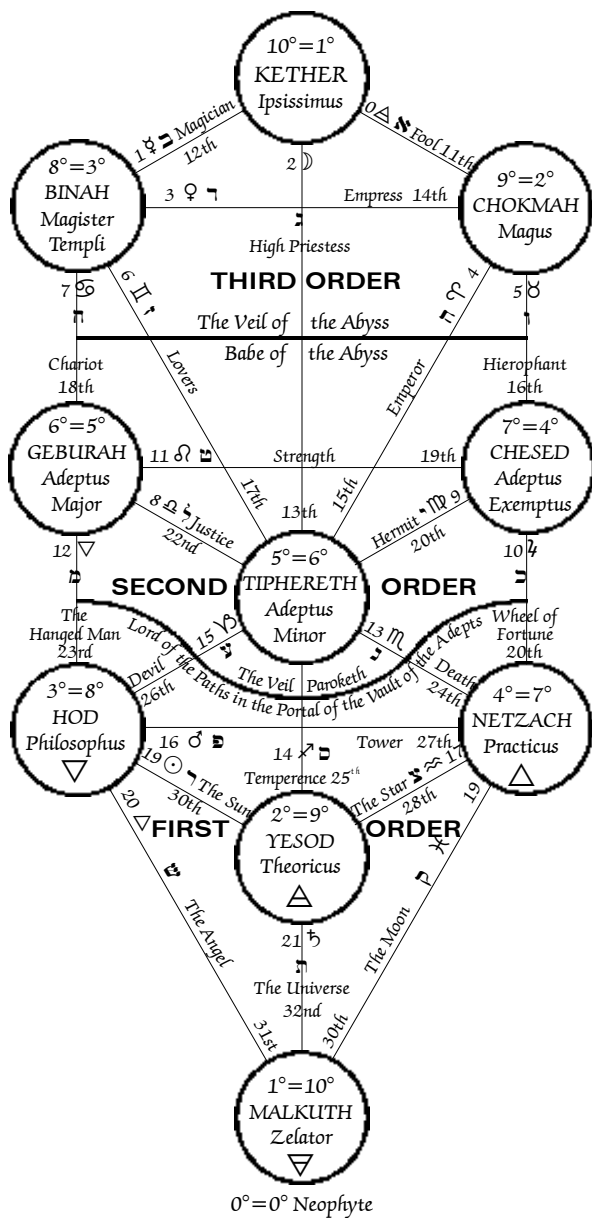 10°=1°
KETHER
Ipsissimus
1 ☿ ב Magician
12th
0 🜁 א Fool 11th
2 ☽
ג
High Priestess
8°=3°
BINAH
Magister
Templi
3 ♀ ד Empress 14th
9°=2°
CHOKMAH
Magus
THIRD ORDER
7 ♋
ח
6 ♊ ז
4 ♈ ה
5 ♉
ו
The Veil of the Abyss
Babe of the Abyss
Chariot
18th
Lovers
17th
Emperor
15th
Hierophant
16th
6°=5°
GEBURAH
Adeptus
Major
11 ♌ ט Strength 19th
7°=4°
CHESED
Adeptus
Exemptus
13th
8 ♎ ל Justice
22nd
Hermit י ♍ 9
20th
12 ▽
מ
10 ♃
כ
5°=6°
TIPHERETH
Adeptus
Minor
SECOND ORDER
The
Hanged Man
23rd
Wheel of
Fortune
20th
Lord of the Paths in the Portal of the Vault of the Adepts
15 ♑
ע
Devil
26th
The Veil Paroketh
13 ♏
נ
Death
24th
3°=8°
HOD
Philosophus
▽
16 ♂ פ Tower 27th
4°=7°
NETZACH
Practicus
△
14 ♐ ם
Temperence 25th
19 ☉ ר The Sun
30th
The Star צ ♒ 17
28th
FIRST ORDER
2°=9°
YESOD
Theoricus
🜁
20 △
ש
The Angel
31st
19
♓
ק
The Moon
30th
21 ♄
ת
The Universe
32nd
1°=10°
MALKUTH
Zelator
🜃
0°=0° Neophyte